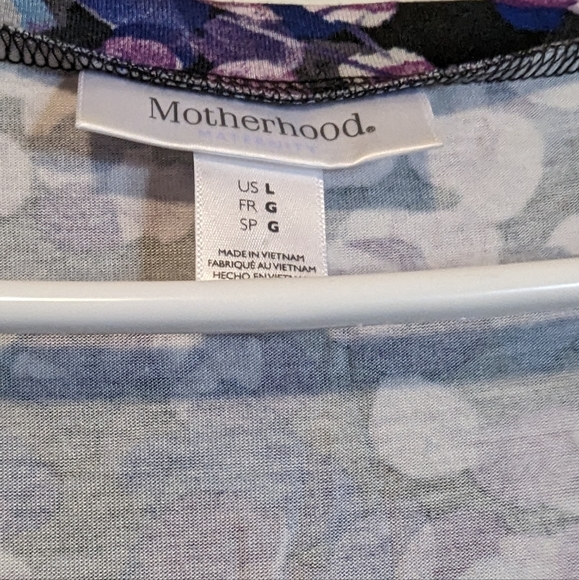 Motherhood®
MATERNITY
US L
FR G
SP G
MADE IN VIETNAM
FABRIQUÉ AU VIETNAM
HECHO EN VIETNAM